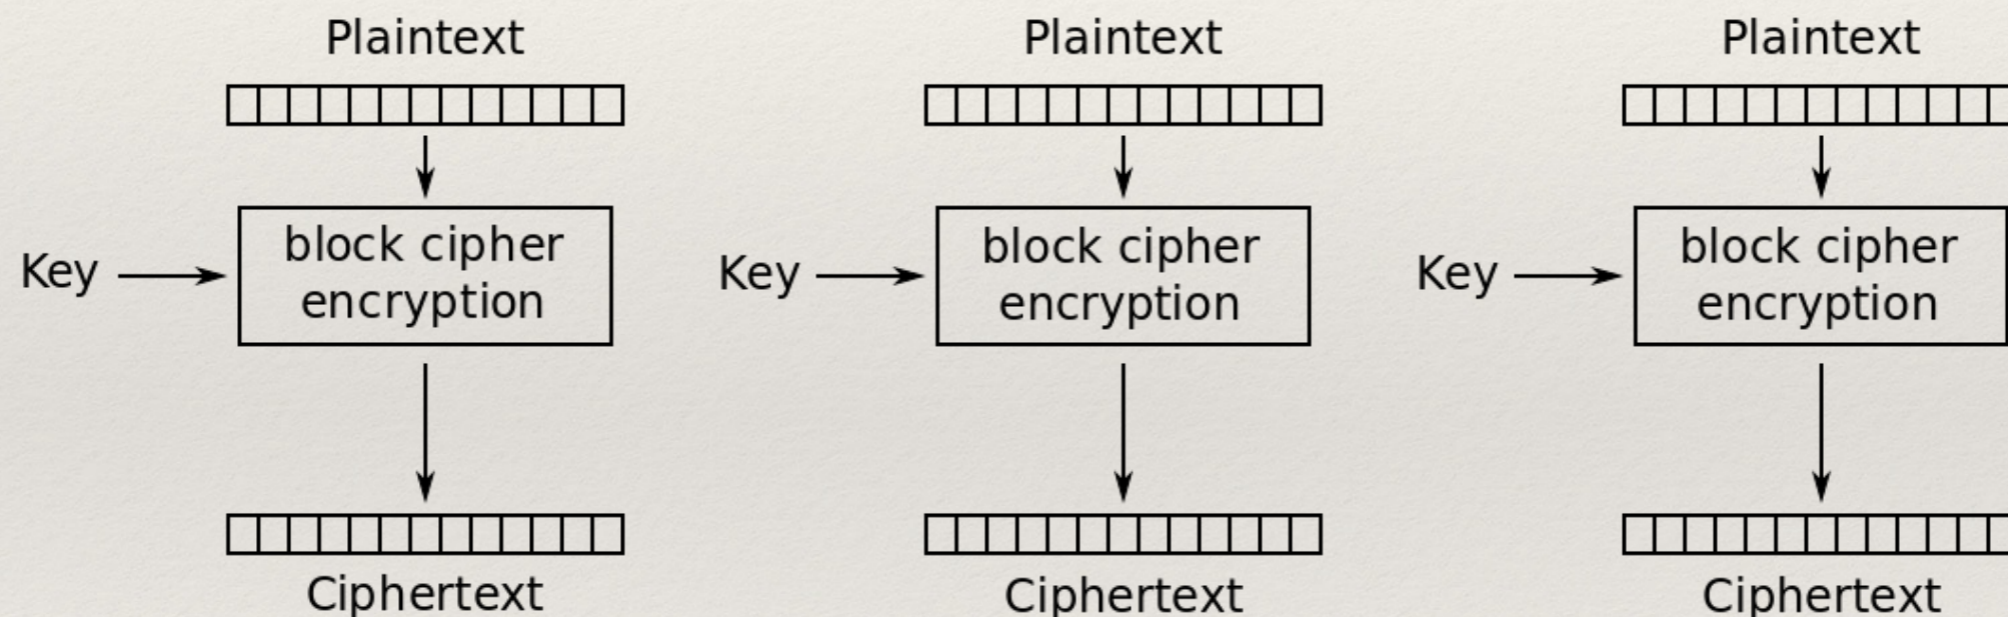 Plaintext
Plaintext
Plaintext
block cipher
encryption
block cipher
encryption
block cipher
encryption
Key
Key
Key
Ciphertext
Ciphertext
Ciphertext